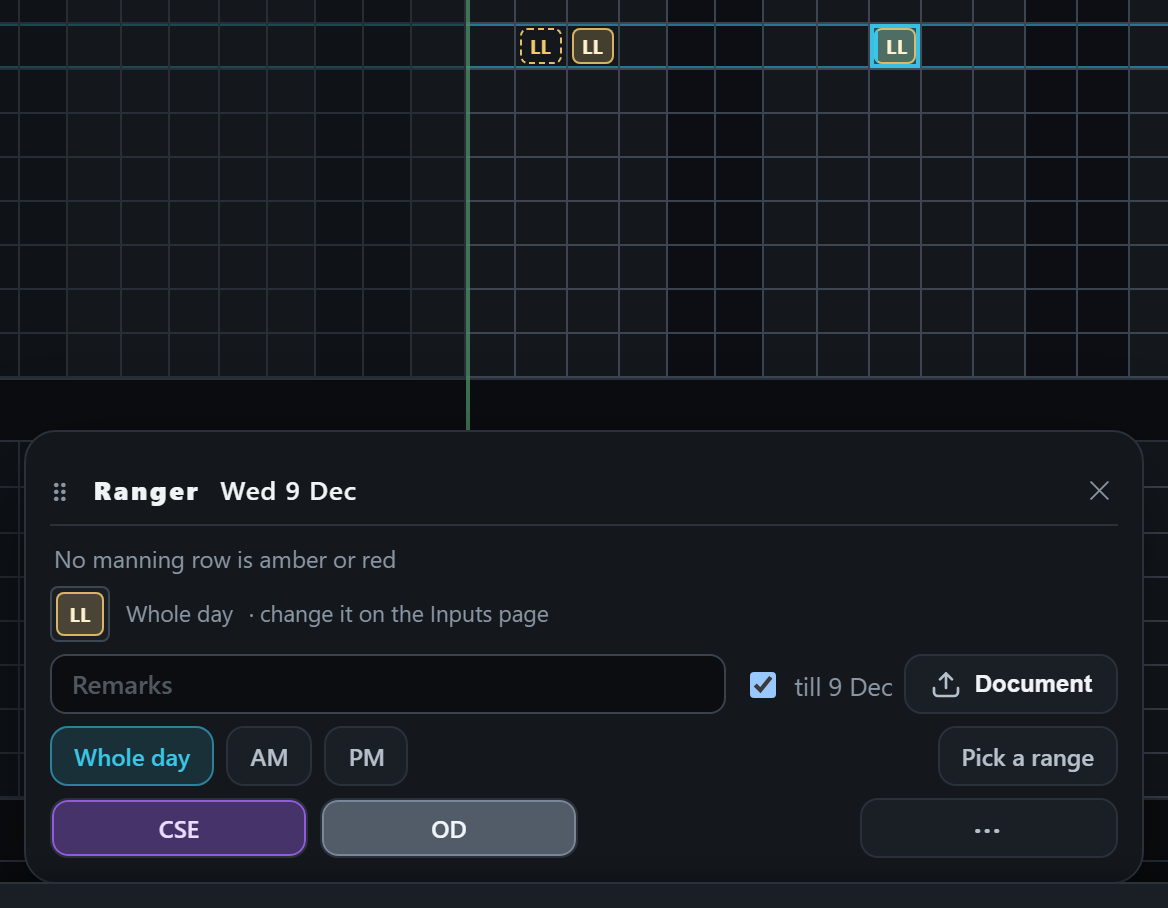 LL LL LL
Ranger Wed 9 Dec
No manning row is amber or red
LL Whole day · change it on the Inputs page
Remarks till 9 Dec Document
Whole day AM PM Pick a range
CSE OD ...